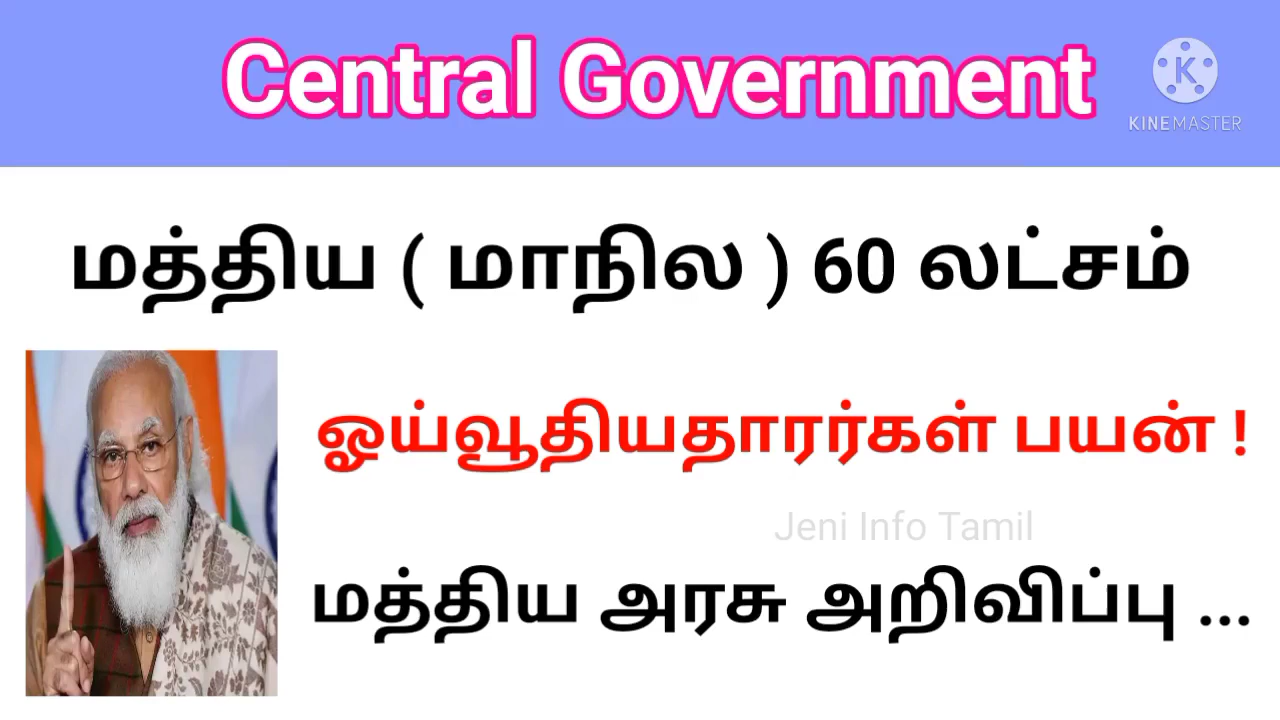 Central Government
K
KINEMASTER
மத்திய ( மாநில ) 60 லட்சம்
ஓய்வூதியதாரர்கள் பயன் !
Jeni Info Tamil
மத்திய அரசு அறிவிப்பு ...